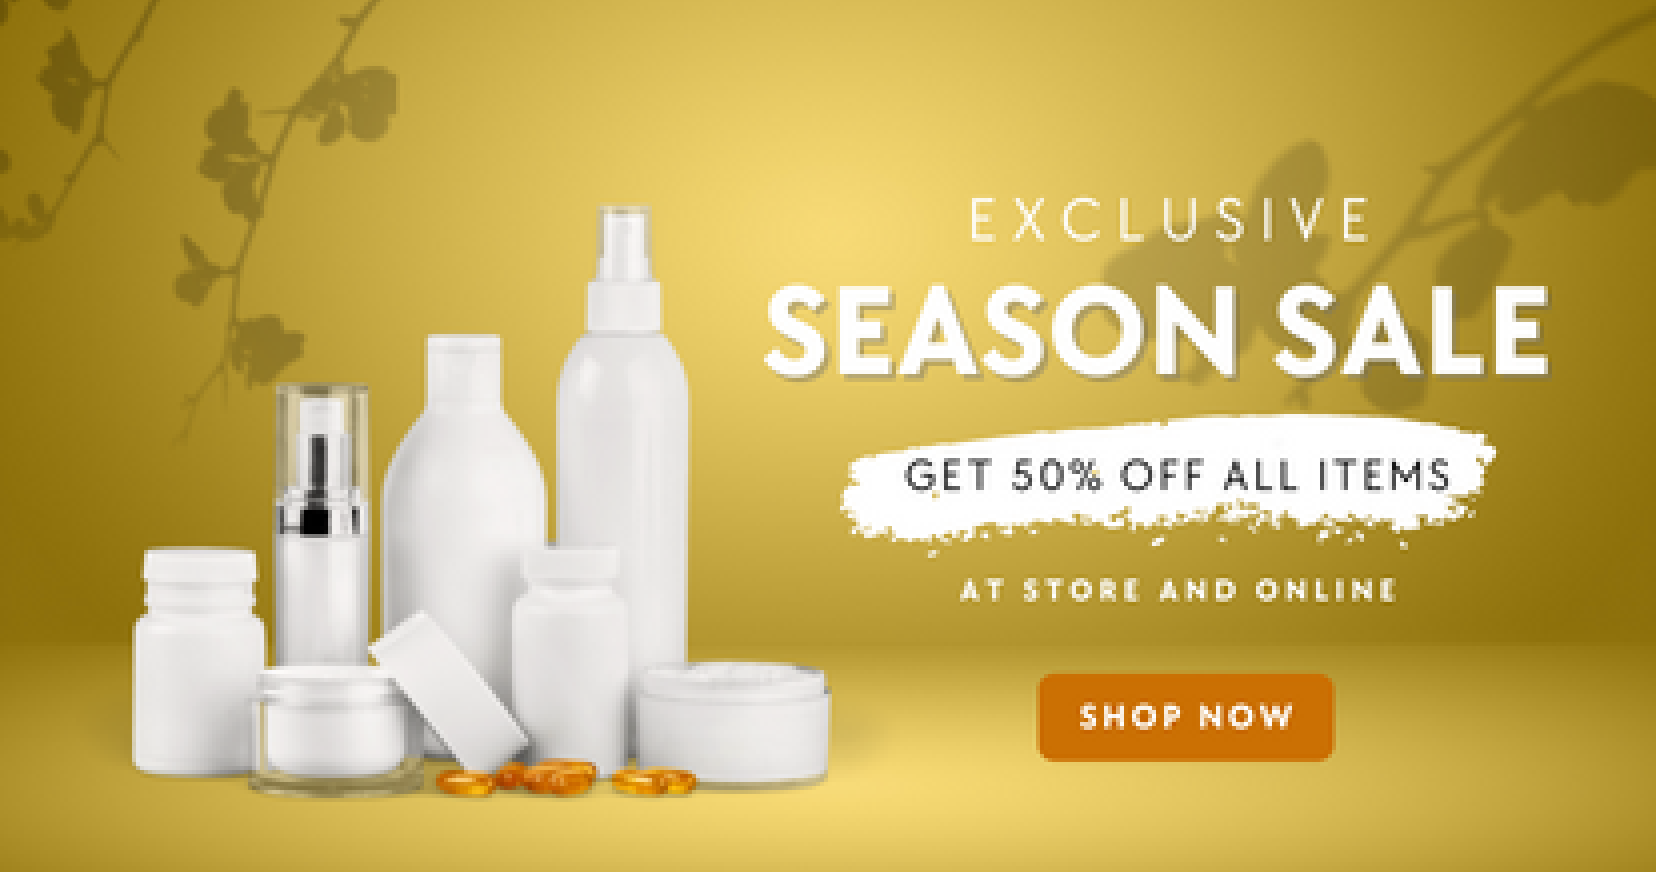 EXCLUSIVE
SEASON SALE
GET 50% OFF ALL ITEMS
AT STORE AND ONLINE
SHOP NOW